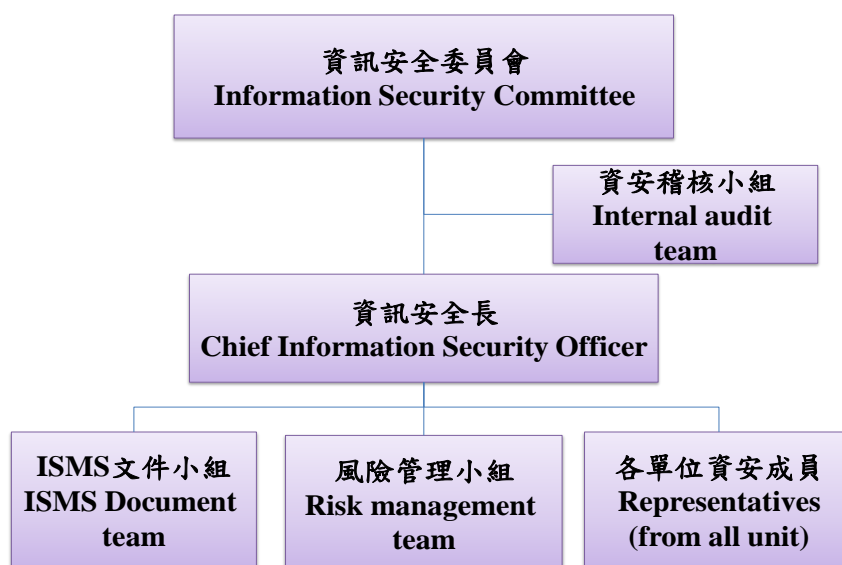 資訊安全委員會
Information Security Committee
資安稽核小組
Internal audit
team
資訊安全長
Chief Information Security Officer
ISMS文件小組
ISMS Document
team
風險管理小組
Risk management
team
各單位資安成員
Representatives
(from all unit)